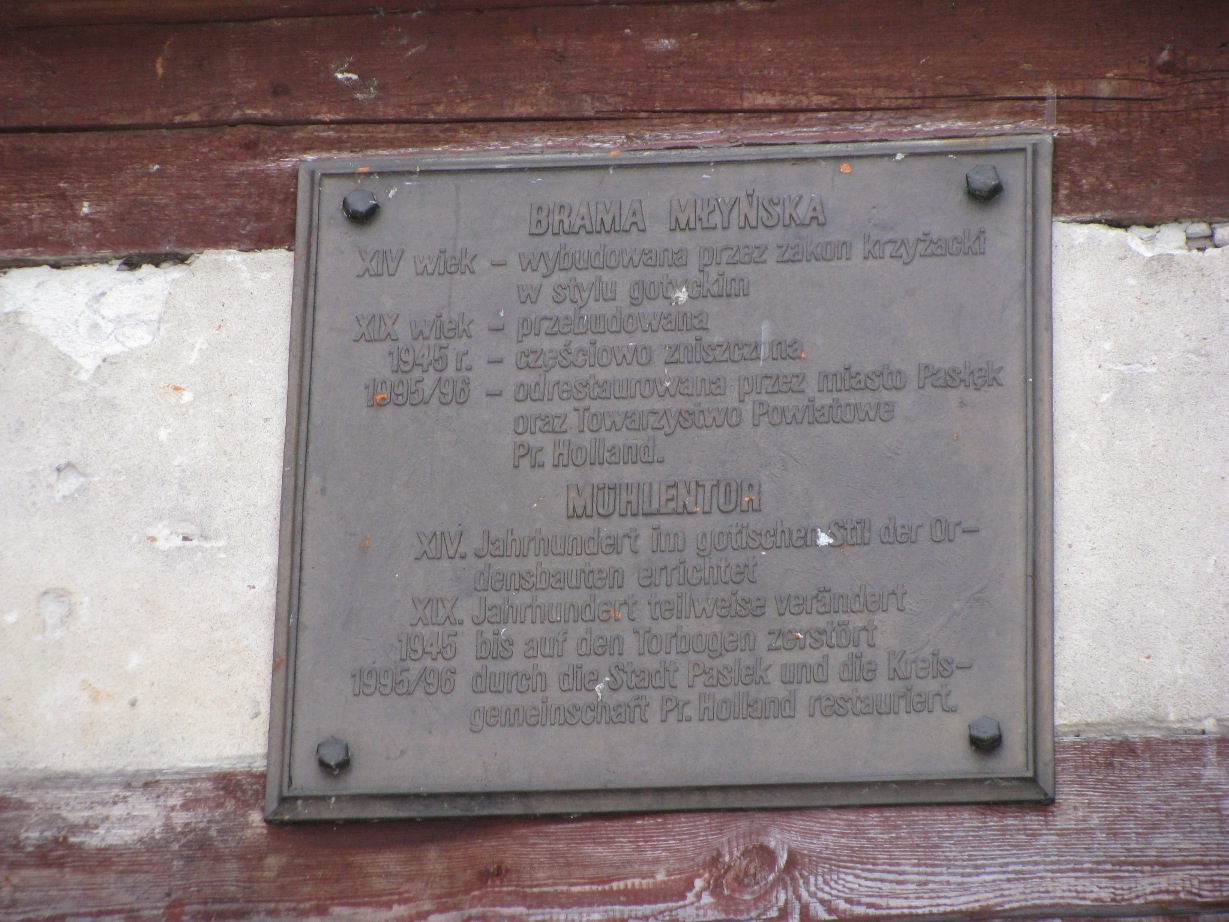 BRAMA MŁYŃSKA
XIV wiek – wybudowana przez zakon krzyżacki
w stylu gotyckim
XIX wiek – przebudowana
1945 r. – częściowo zniszczona
1995/96 – odrestaurowana przez miasto Pasłęk
oraz Towarzystwo Powiatowe
Pr. Holland.
MÜHLENTOR
XIV. Jahrhundert im gotischen Stil der Or-
densbauten errichtet
XIX. Jahrhundert teilweise verändert
1945 bis auf den Torbogen zerstört
1995/96 durch die Stadt Pasłek und die Kreis-
gemeinschaft Pr. Holland restauriert.